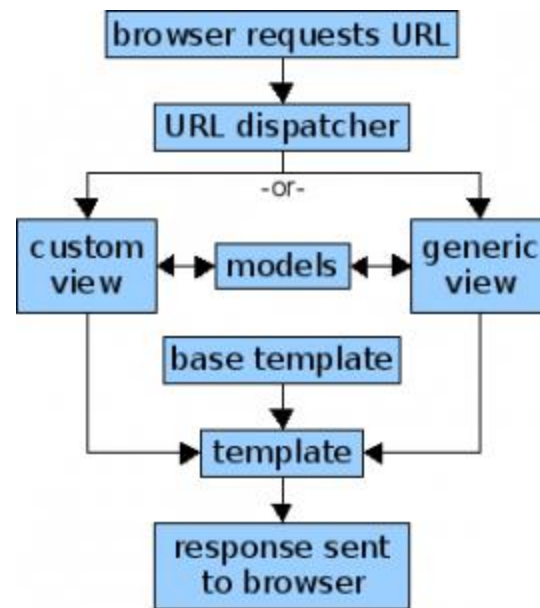 browser requests URL
URL dispatcher
-or-
custom
view
models
generic
view
base template
template
response sent
to browser